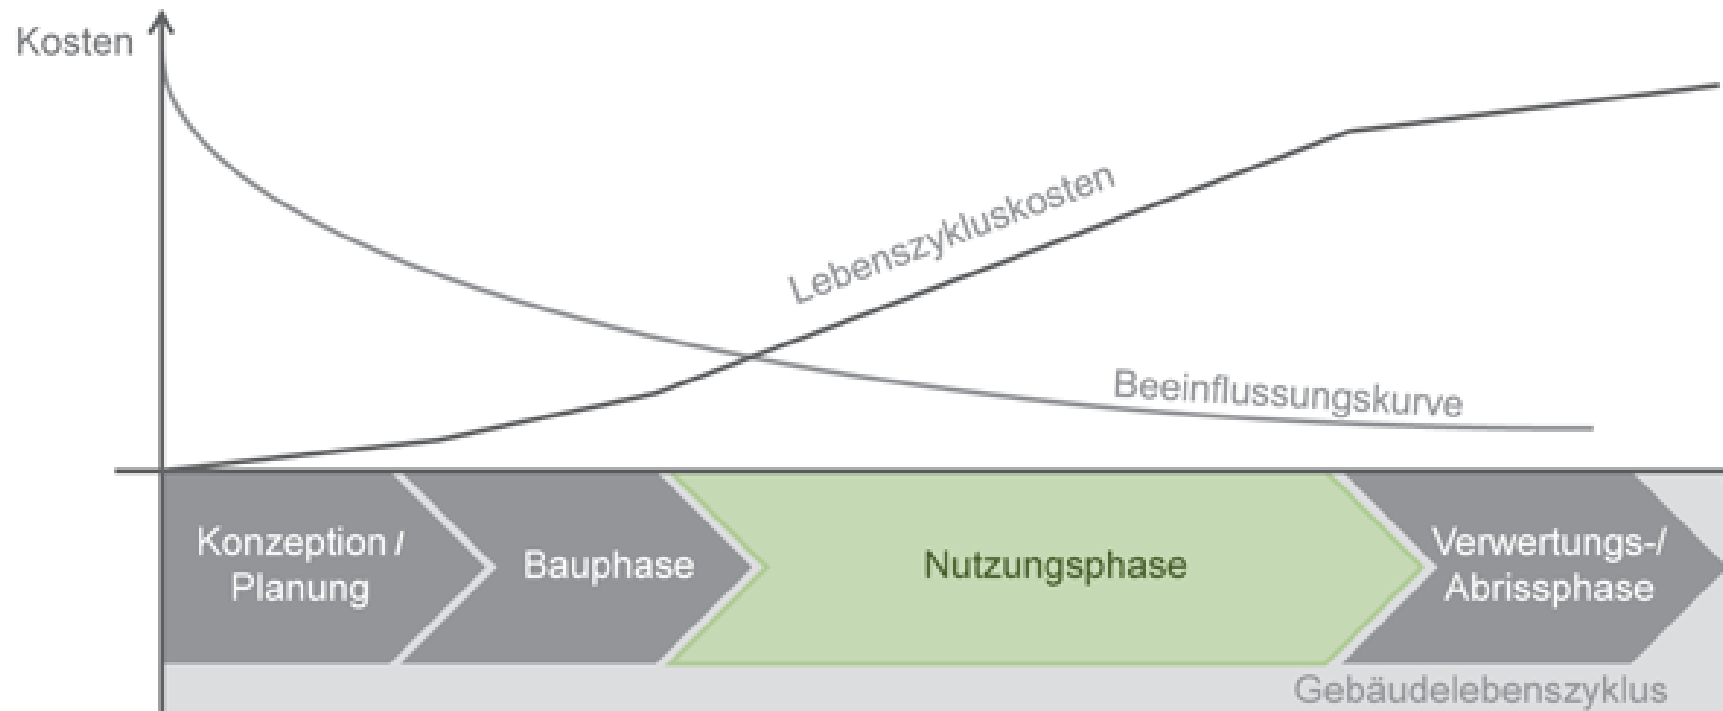 Kosten
Lebenszykluskosten
Beeinflussungskurve
Konzeption /
Planung
Bauphase
Nutzungsphase
Verwertungs-/
Abrissphase
Gebäudelebenszyklus